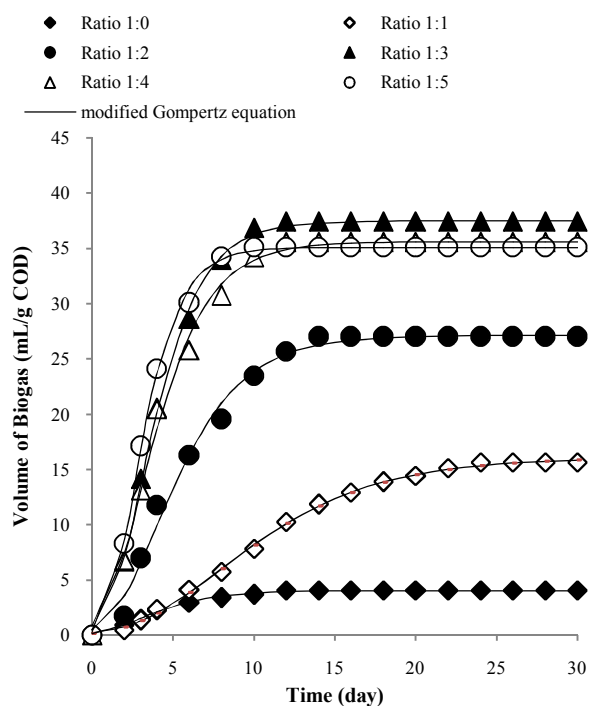 Ratio 1:0 Ratio 1:1
Ratio 1:2 Ratio 1:3
Ratio 1:4 Ratio 1:5
modified Gompertz equation
Volume of Biogas (mL/g COD)
45
40
35
30
25
20
15
10
5
0
0 5 10 15 20 25 30
Time (day)